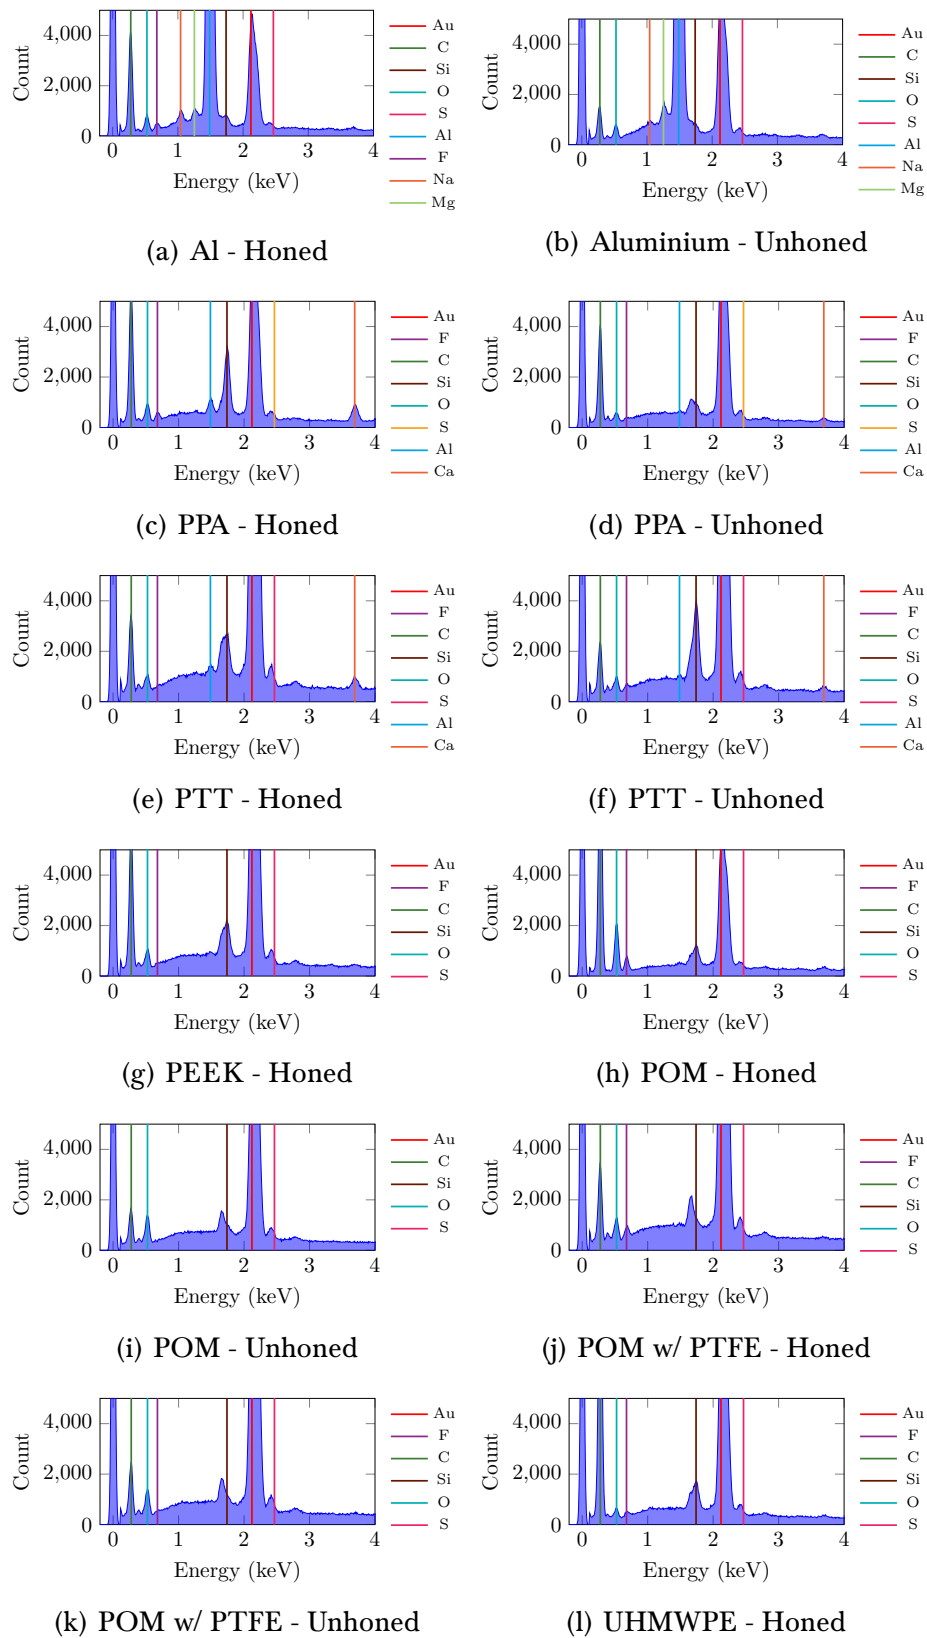 Count
4,000
2,000
0
0 1 2 3 4
Energy (keV)
Au
C
Si
O
S
Al
F
Na
Mg
(a) Al - Honed
Count
4,000
2,000
0
0 1 2 3 4
Energy (keV)
Au
C
Si
O
S
Al
Na
Mg
(b) Aluminium - Unhoned
Count
4,000
2,000
0
0 1 2 3 4
Energy (keV)
Au
F
C
Si
O
S
Al
Ca
(c) PPA - Honed
Count
4,000
2,000
0
0 1 2 3 4
Energy (keV)
Au
F
C
Si
O
S
Al
Ca
(d) PPA - Unhoned
Count
4,000
2,000
0
0 1 2 3 4
Energy (keV)
Au
F
C
Si
O
S
Al
Ca
(e) PTT - Honed
Count
4,000
2,000
0
0 1 2 3 4
Energy (keV)
Au
F
C
Si
O
S
Al
Ca
(f) PTT - Unhoned
Count
4,000
2,000
0
0 1 2 3 4
Energy (keV)
Au
F
C
Si
O
S
(g) PEEK - Honed
Count
4,000
2,000
0
0 1 2 3 4
Energy (keV)
Au
F
C
Si
O
S
(h) POM - Honed
Count
4,000
2,000
0
0 1 2 3 4
Energy (keV)
Au
C
Si
O
S
(i) POM - Unhoned
Count
4,000
2,000
0
0 1 2 3 4
Energy (keV)
Au
F
C
Si
O
S
(j) POM w/ PTFE - Honed
Count
4,000
2,000
0
0 1 2 3 4
Energy (keV)
Au
F
C
Si
O
S
(k) POM w/ PTFE - Unhoned
Count
4,000
2,000
0
0 1 2 3 4
Energy (keV)
Au
F
C
Si
O
S
(l) UHMWPE - Honed